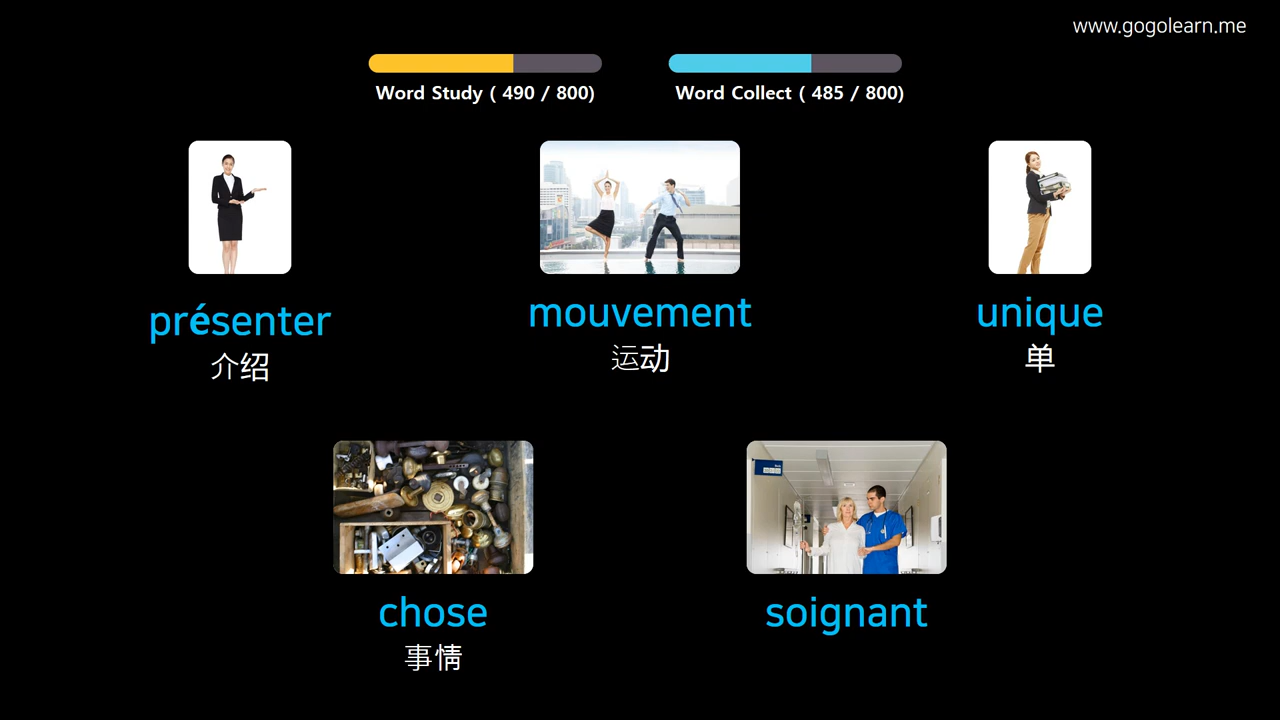 www.gogolearn.me
Word Study ( 490 / 800)
Word Collect ( 485 / 800)
présenter
介绍
mouvement
运动
unique
单
chose
事情
soignant